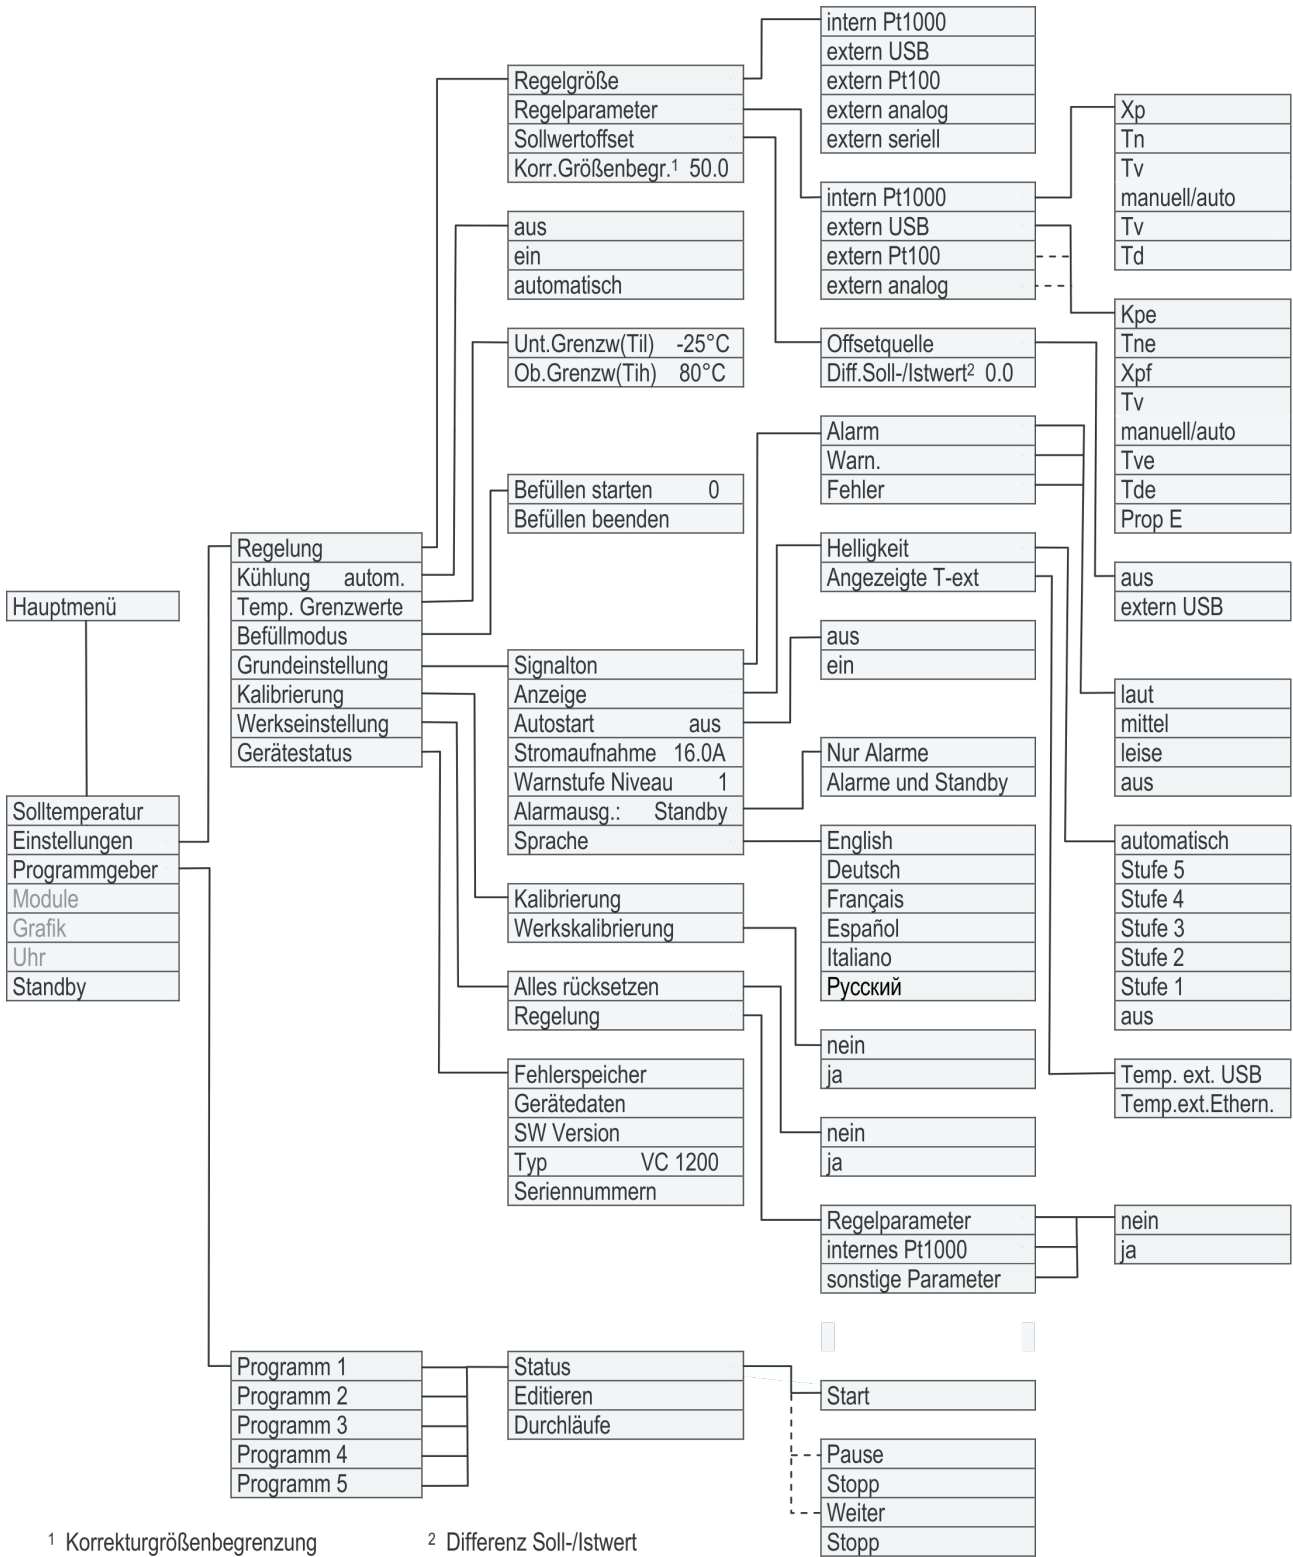 Hauptmenü
Solltemperatur
Einstellungen
Programmgeber
Module
Grafik
Uhr
Standby
Regelung
Kühlung autom.
Temp. Grenzwerte
Befüllmodus
Grundeinstellung
Kalibrierung
Werkseinstellung
Gerätestatus
Programm 1
Programm 2
Programm 3
Programm 4
Programm 5
Regelgröße
Regelparameter
Sollwertoffset
Korr.Größenbegr.¹ 50.0
aus
ein
automatisch
Unt.Grenzw(Til) -25°C
Ob.Grenzw(Tih) 80°C
Befüllen starten 0
Befüllen beenden
Signalton
Anzeige
Autostart aus
Stromaufnahme 16.0A
Warnstufe Niveau 1
Alarmausg.: Standby
Sprache
Kalibrierung
Werkskalibrierung
Alles rücksetzen
Regelung
Fehlerspeicher
Gerätedaten
SW Version
Typ VC 1200
Seriennummern
Status
Editieren
Durchläufe
intern Pt1000
extern USB
extern Pt100
extern analog
extern seriell
intern Pt1000
extern USB
extern Pt100
extern analog
Offsetquelle
Diff.Soll-/Istwert² 0.0
Alarm
Warn.
Fehler
Helligkeit
Angezeigte T-ext
aus
ein
Nur Alarme
Alarme und Standby
English
Deutsch
Français
Español
Italiano
Русский
nein
ja
nein
ja
Regelparameter
internes Pt1000
sonstige Parameter
Start
Pause
Stopp
Weiter
Stopp
Xp
Tn
Tv
manuell/auto
Tv
Td
Kpe
Tne
Xpf
Tv
manuell/auto
Tve
Tde
Prop E
aus
extern USB
laut
mittel
leise
aus
automatisch
Stufe 5
Stufe 4
Stufe 3
Stufe 2
Stufe 1
aus
Temp. ext. USB
Temp.ext.Ethern.
nein
ja
¹ Korrekturgrößenbegrenzung
² Differenz Soll-/Istwert